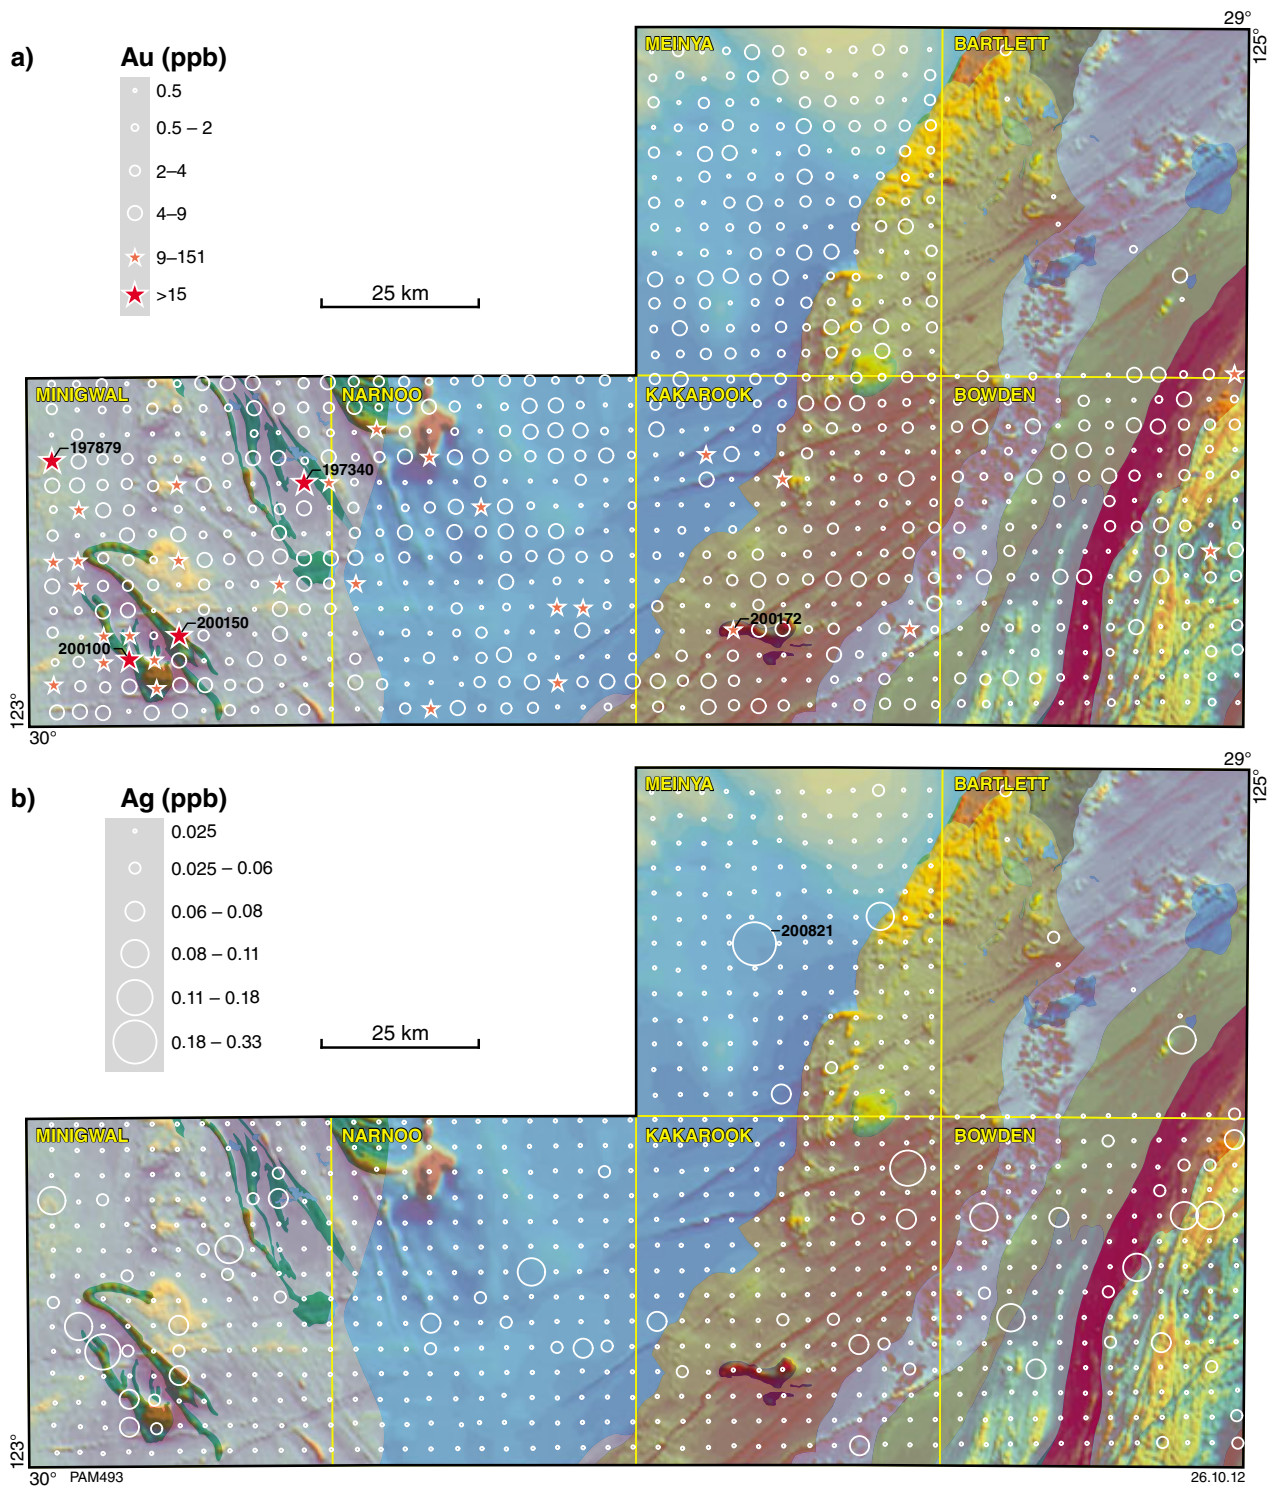 29°
125°
a)
Au (ppb)
0.5
0.5 – 2
2–4
4–9
9–151
>15
25 km
MEINYA
BARTLETT
MINIGWAL
NARNOO
KAKAROOK
BOWDEN
197879
197340
200150
200100
200172
123°
30°
29°
125°
b)
Ag (ppb)
0.025
0.025 – 0.06
0.06 – 0.08
0.08 – 0.11
0.11 – 0.18
0.18 – 0.33
25 km
MEINYA
BARTLETT
200821
MINIGWAL
NARNOO
KAKAROOK
BOWDEN
123°
30°
PAM493
26.10.12